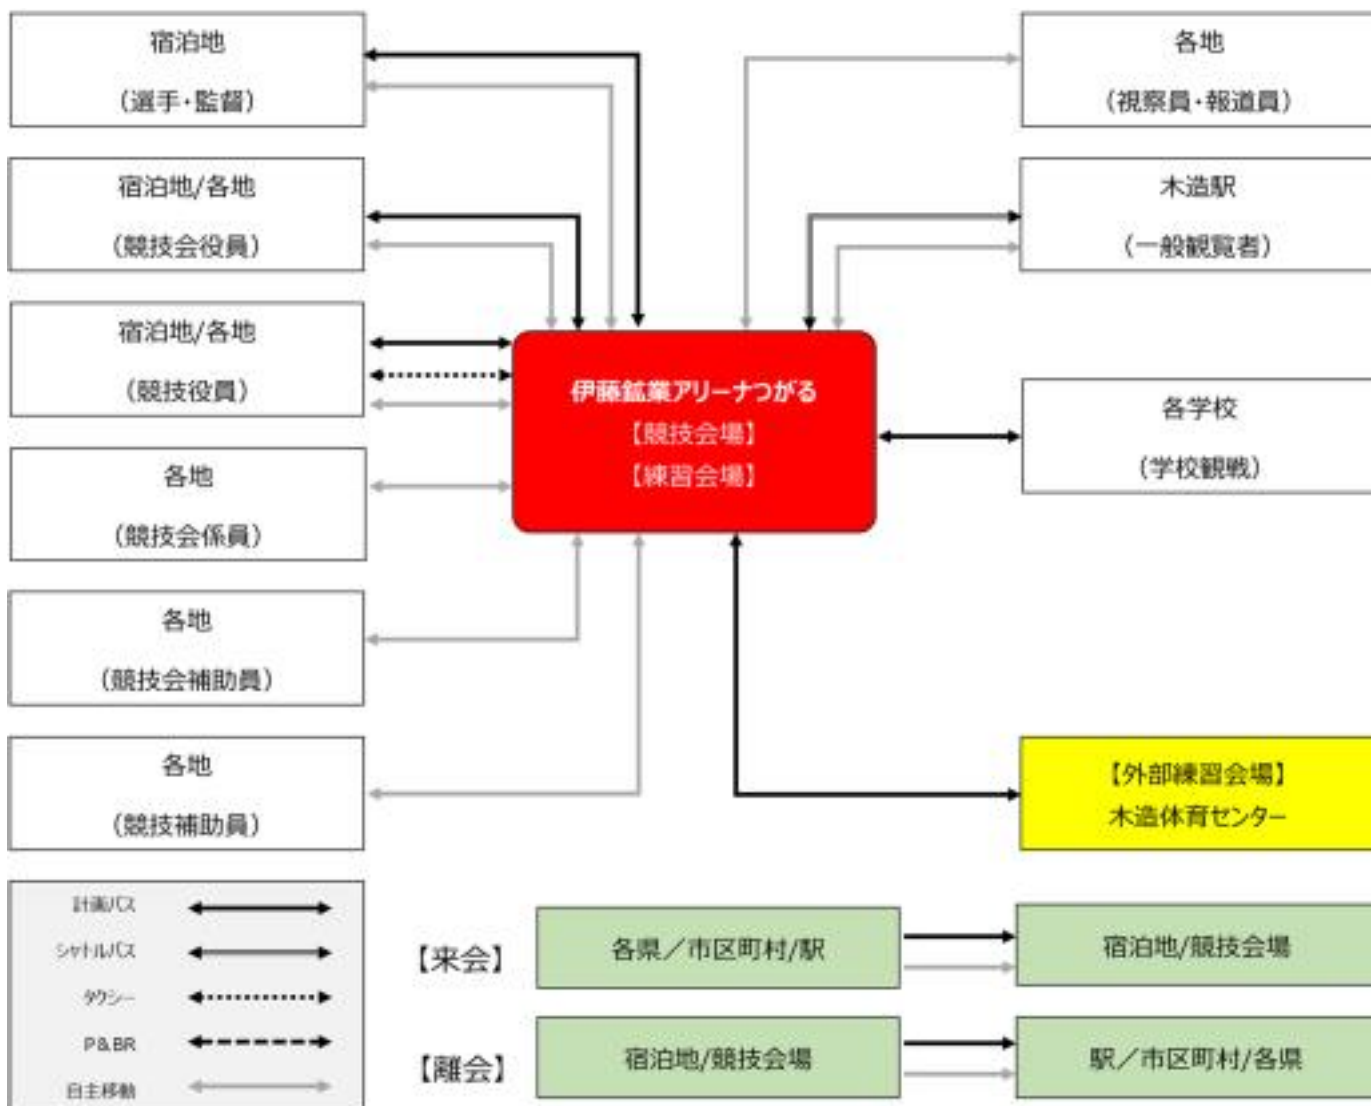 宿泊地
（選手・監督）
宿泊地/各地
（競技会役員）
宿泊地/各地
（競技役員）
各地
（競技会係員）
各地
（競技会補助員）
各地
（競技補助員）
各地
（視察員・報道員）
木造駅
（一般観覧者）
各学校
（学校観戦）
伊藤鉱業アリーナつがる
【競技会場】
【練習会場】
【外部練習会場】
木造体育センター
計画バス
シャトルバス
タクシー
P&BR
自主移動
【来会】
各県／市区町村/駅
宿泊地/競技会場
【離会】
宿泊地/競技会場
駅／市区町村/各県